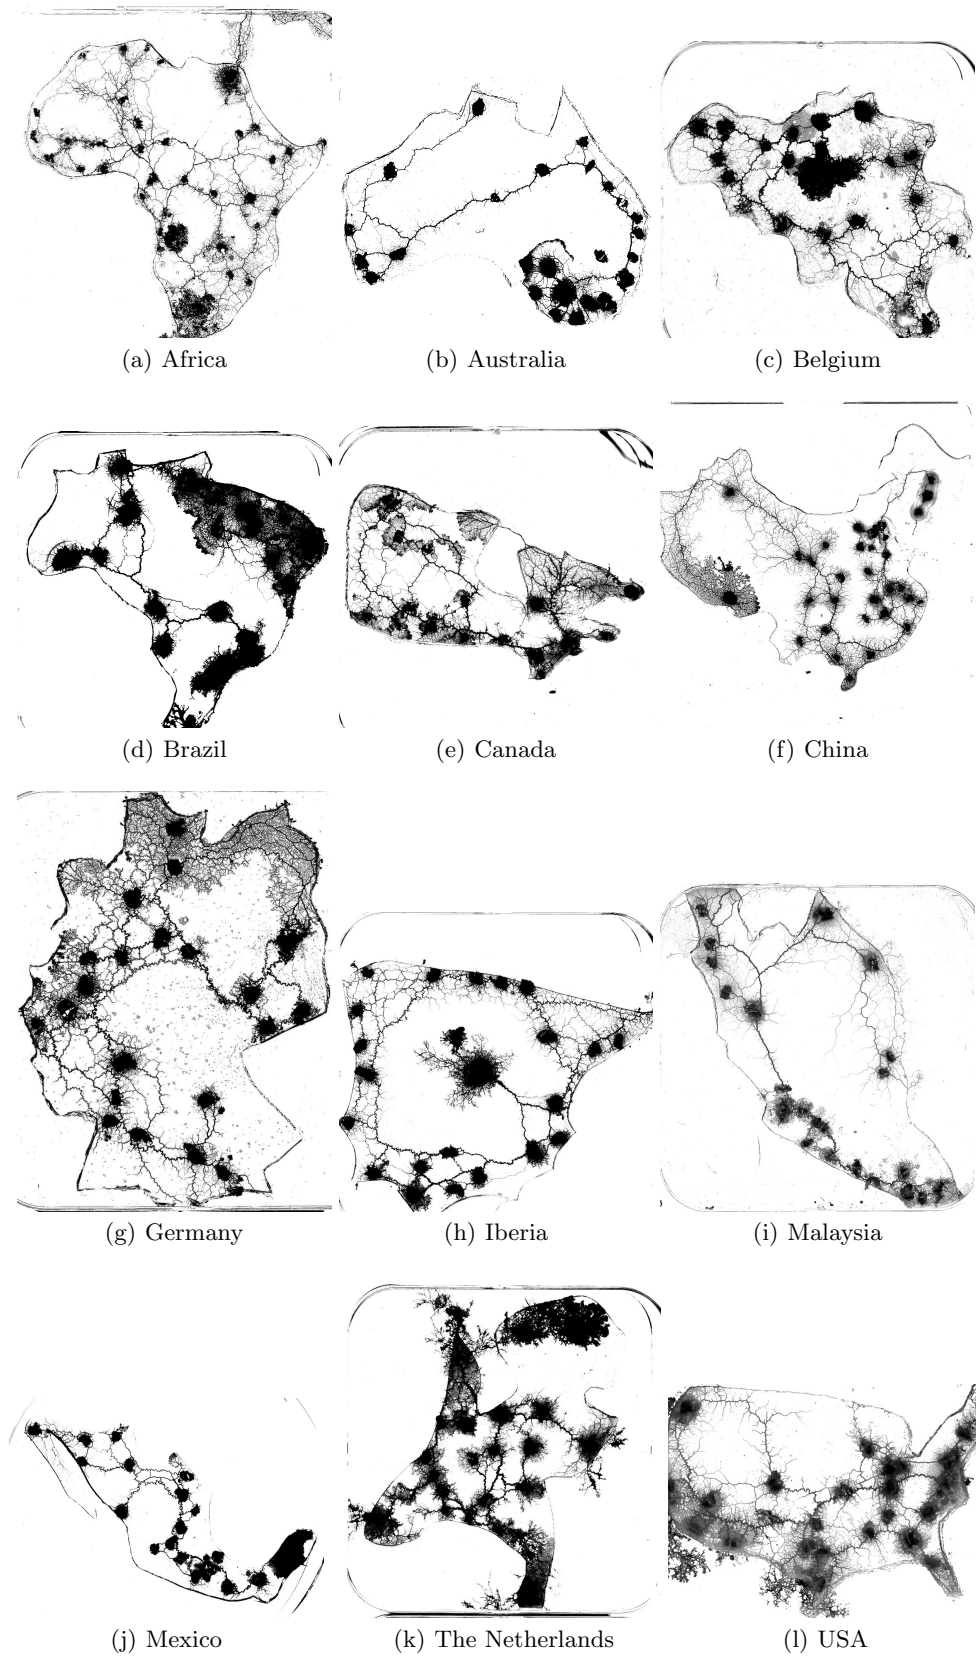 (a) Africa
(b) Australia
(c) Belgium
(d) Brazil
(e) Canada
(f) China
(g) Germany
(h) Iberia
(i) Malaysia
(j) Mexico
(k) The Netherlands
(l) USA